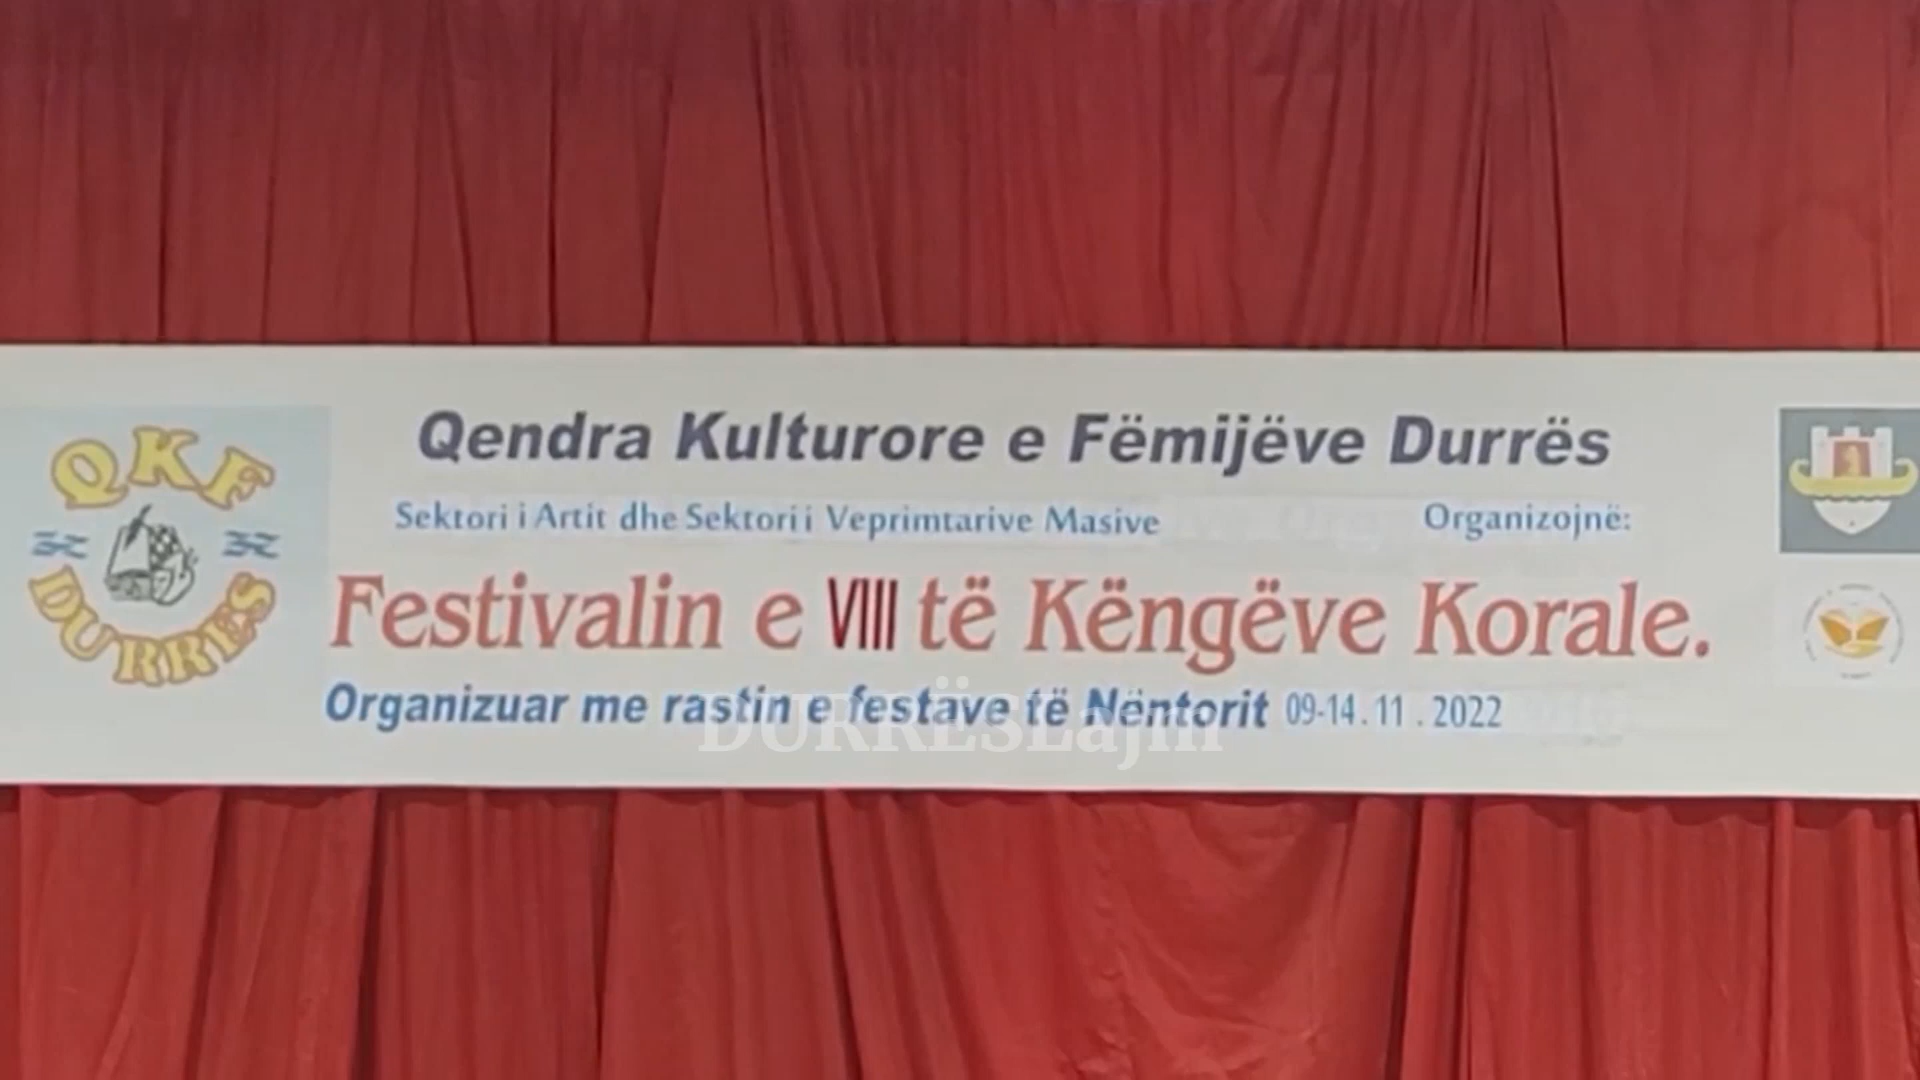 Qendra Kulturore e Fëmijëve Durrës
QKF
DURRËS
Sektori i Artit dhe Sektori i Veprimtarive Masive Organizojnë:
Festivalin e VIII të Këngëve Korale.
Organizuar me rastin e festave të Nëntorit 09-14.11.2022
DURRËSLajm